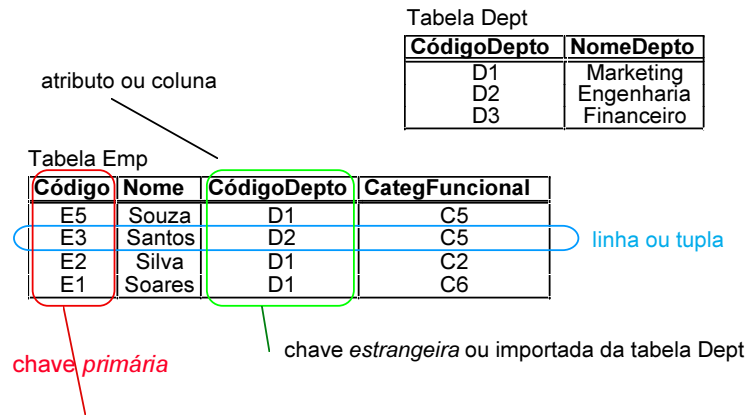 Tabela Dept
CódigoDepto NomeDepto
D1 Marketing
D2 Engenharia
D3 Financeiro
atributo ou coluna
Tabela Emp
Código Nome CódigoDepto CategFuncional
E5 Souza D1 C5
E3 Santos D2 C5
E2 Silva D1 C2
E1 Soares D1 C6
linha ou tupla
chave estrangeira ou importada da tabela Dept
chave primária